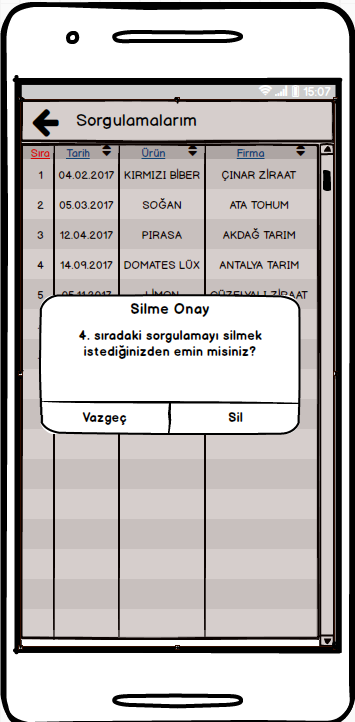 15:07
Sorgulamalarım
Sıra Tarih Ürün Firma
1 04.02.2017 KIRMIZI BİBER ÇINAR ZİRAAT
2 05.03.2017 SOĞAN ATA TOHUM
3 12.04.2017 PIRASA AKDAĞ TARIM
4 14.09.2017 DOMATES LÜX ANTALYA TARIM
5 05.11.2017 LİMON GÜZELYALI ZİRAAT
Silme Onay
4. sıradaki sorgulamayı silmek
istediğinizden emin misiniz?
Vazgeç Sil